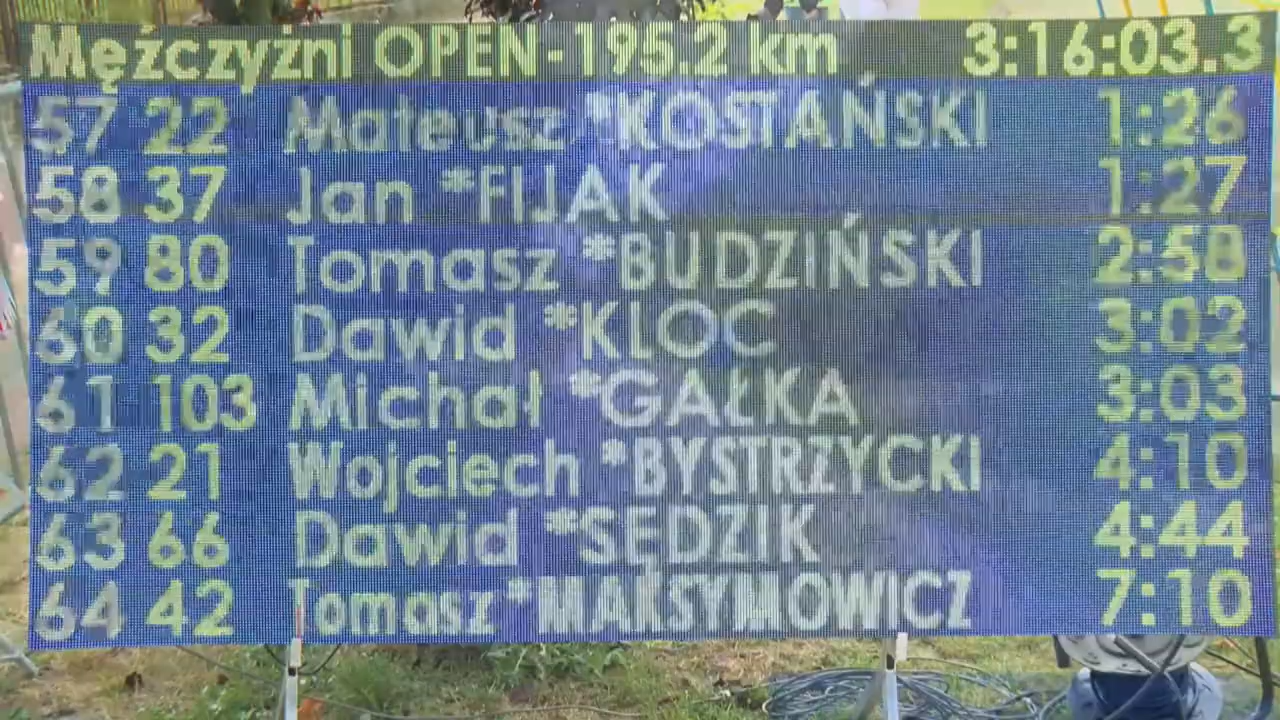 Mężczyźni OPEN-195.2 km 3:16:03.3
57 22 Mateusz *KOSTAŃSKI 1:26
58 37 Jan *FIJAK 1:27
59 80 Tomasz *BUDZIŃSKI 2:58
60 32 Dawid *KLOC 3:02
61 103 Michał *GAŁKA 3:03
62 21 Wojciech *BYSTRZYCKI 4:10
63 66 Dawid *SĘDZIK 4:44
64 42 Tomasz *MAKSYMOWICZ 7:10